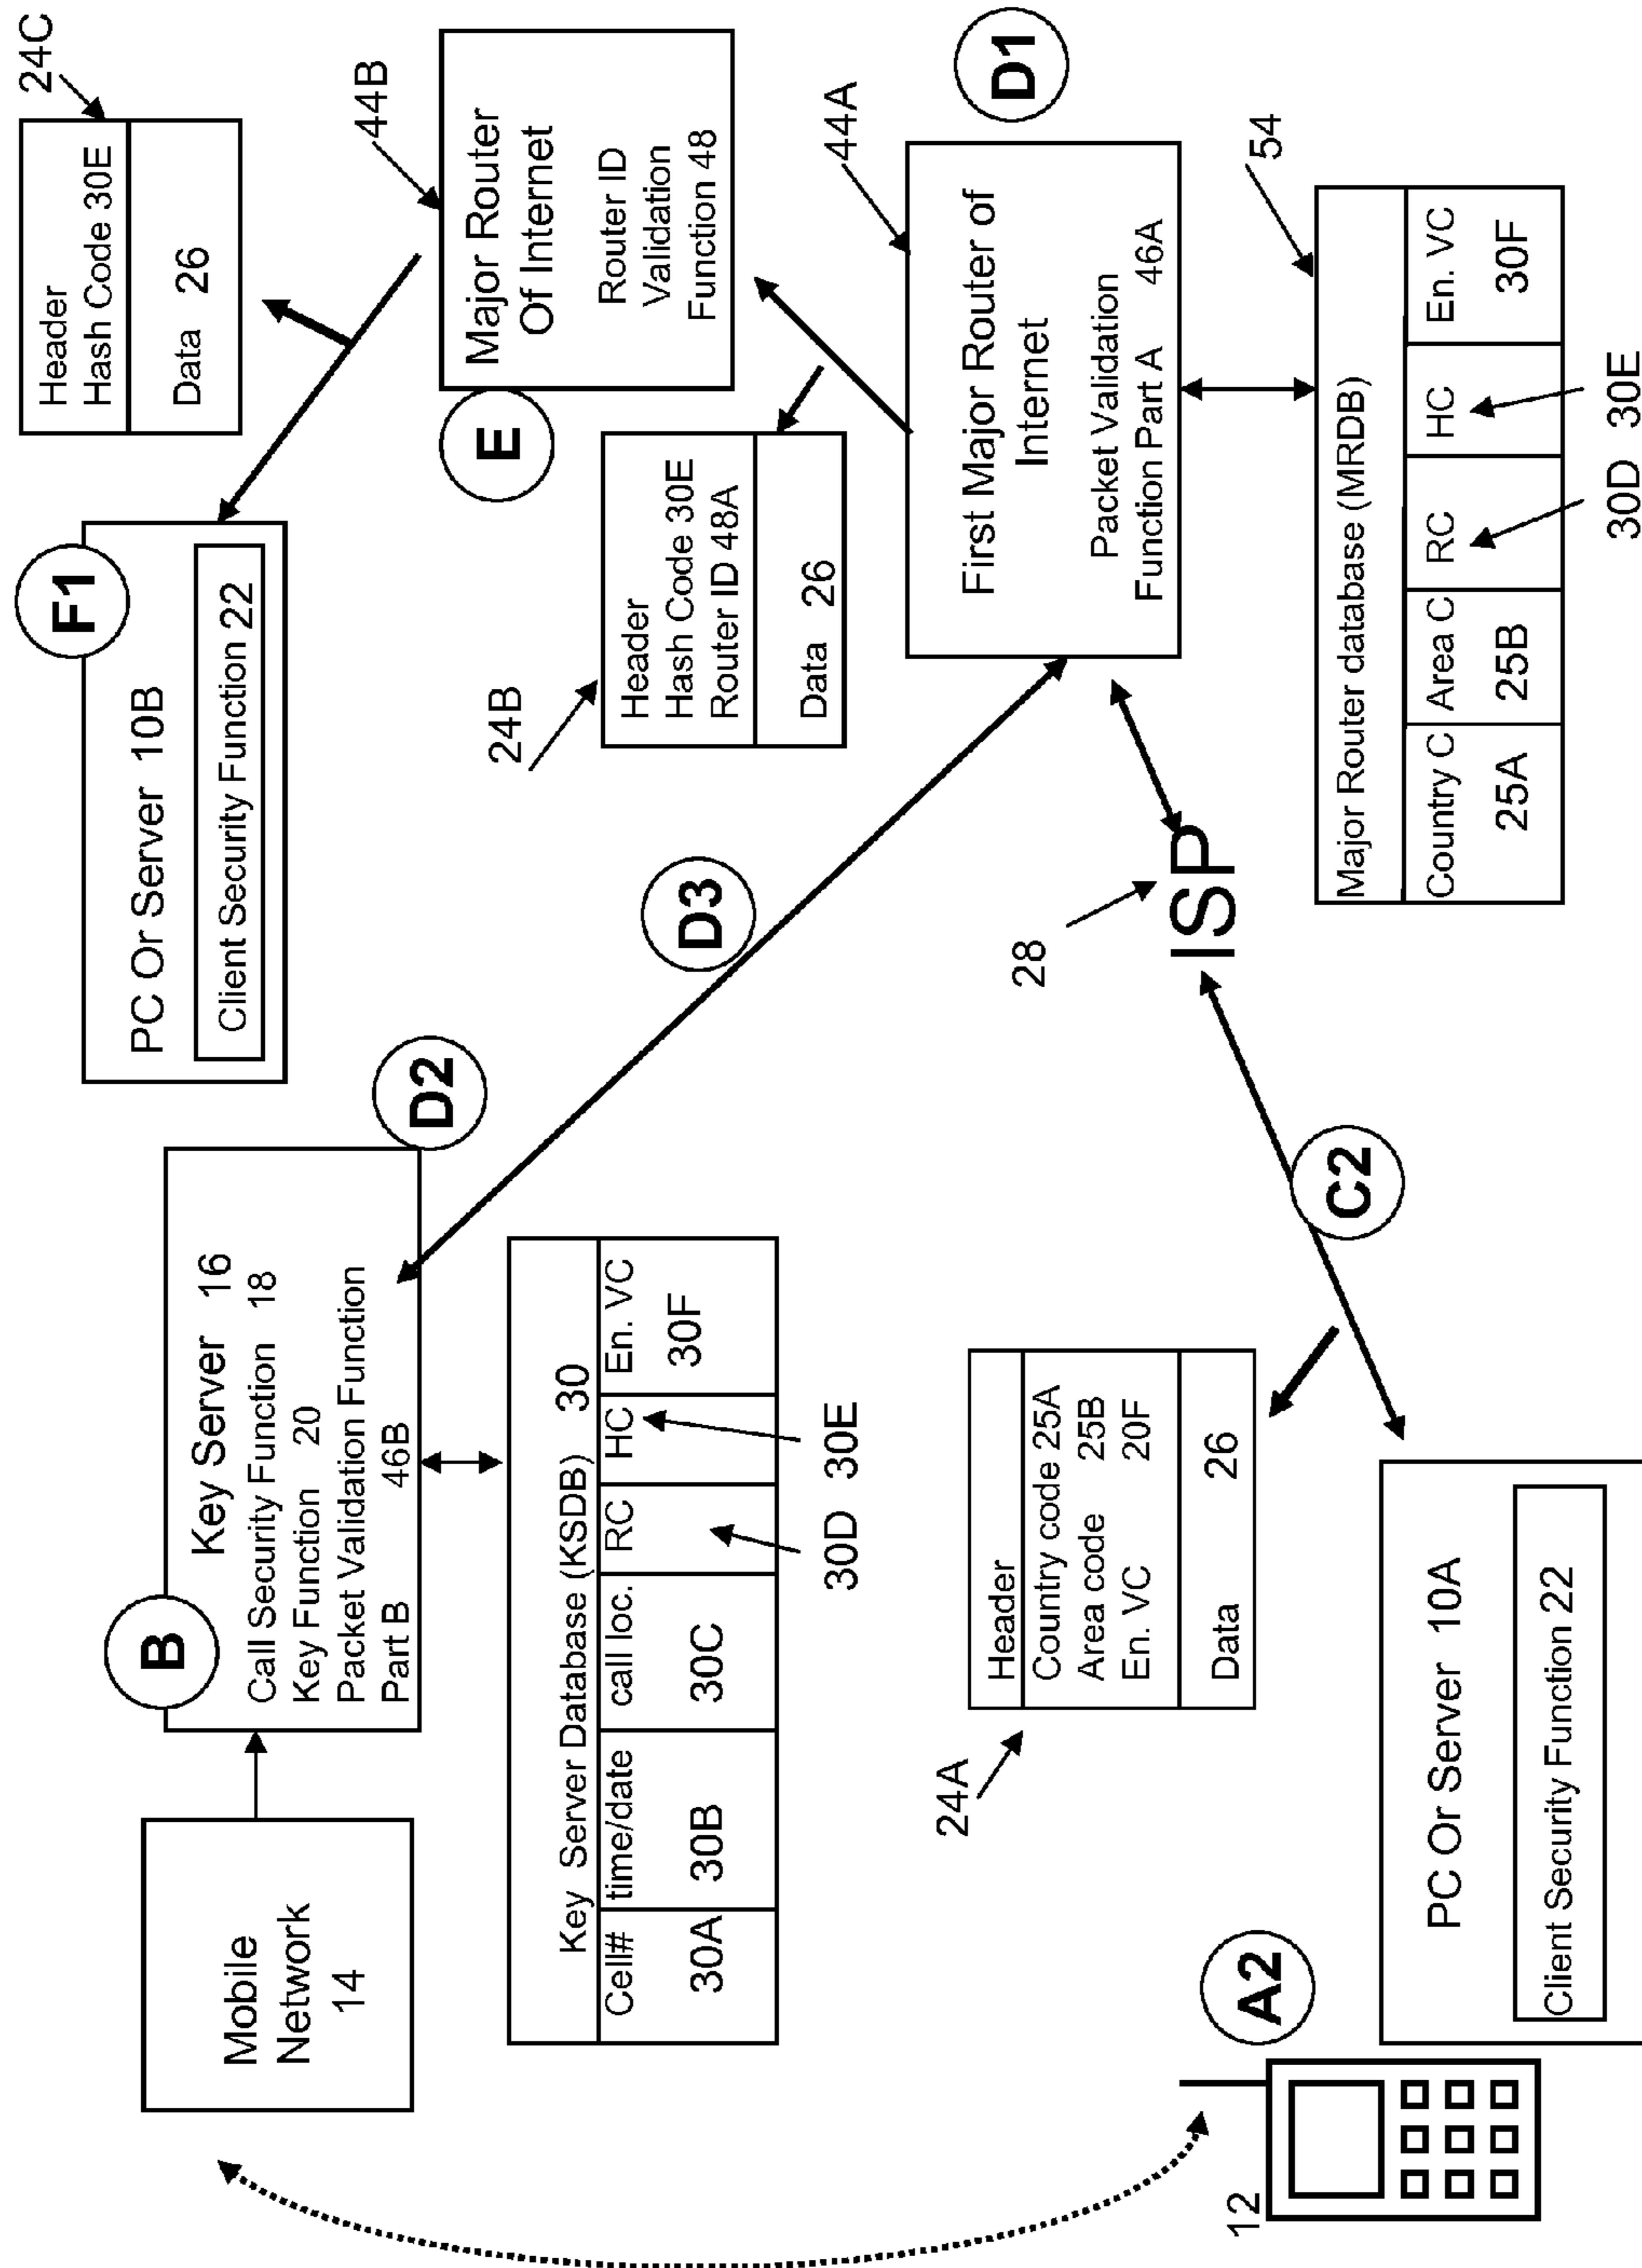 Mobile
Network
14
B
Key Server 16
Call Security Function 18
Key Function 20
Packet Validation Function
Part B 46B
D2
F1
PC Or Server 10B
Client Security Function 22
24C
Header
Hash Code 30E
Data 26
44B
Major Router
Of Internet
Router ID
Validation
Function 48
E
Key Server Database (KSDB) 30
Cell# time/date call loc. RC HC En. VC
30A 30B 30C 30F
30D 30E
D3
24B
Header
Hash Code 30E
Router ID 48A
Data 26
44A
D1
First Major Router of
Internet
Packet Validation
Function Part A 46A
24A
Header
Country code 25A
Area code 25B
En. VC 20F
Data 26
C2
28
ISP
54
Major Router database (MRDB)
Country C Area C RC HC En. VC
25A 25B 30F
30D 30E
12
A2
PC Or Server 10A
Client Security Function 22